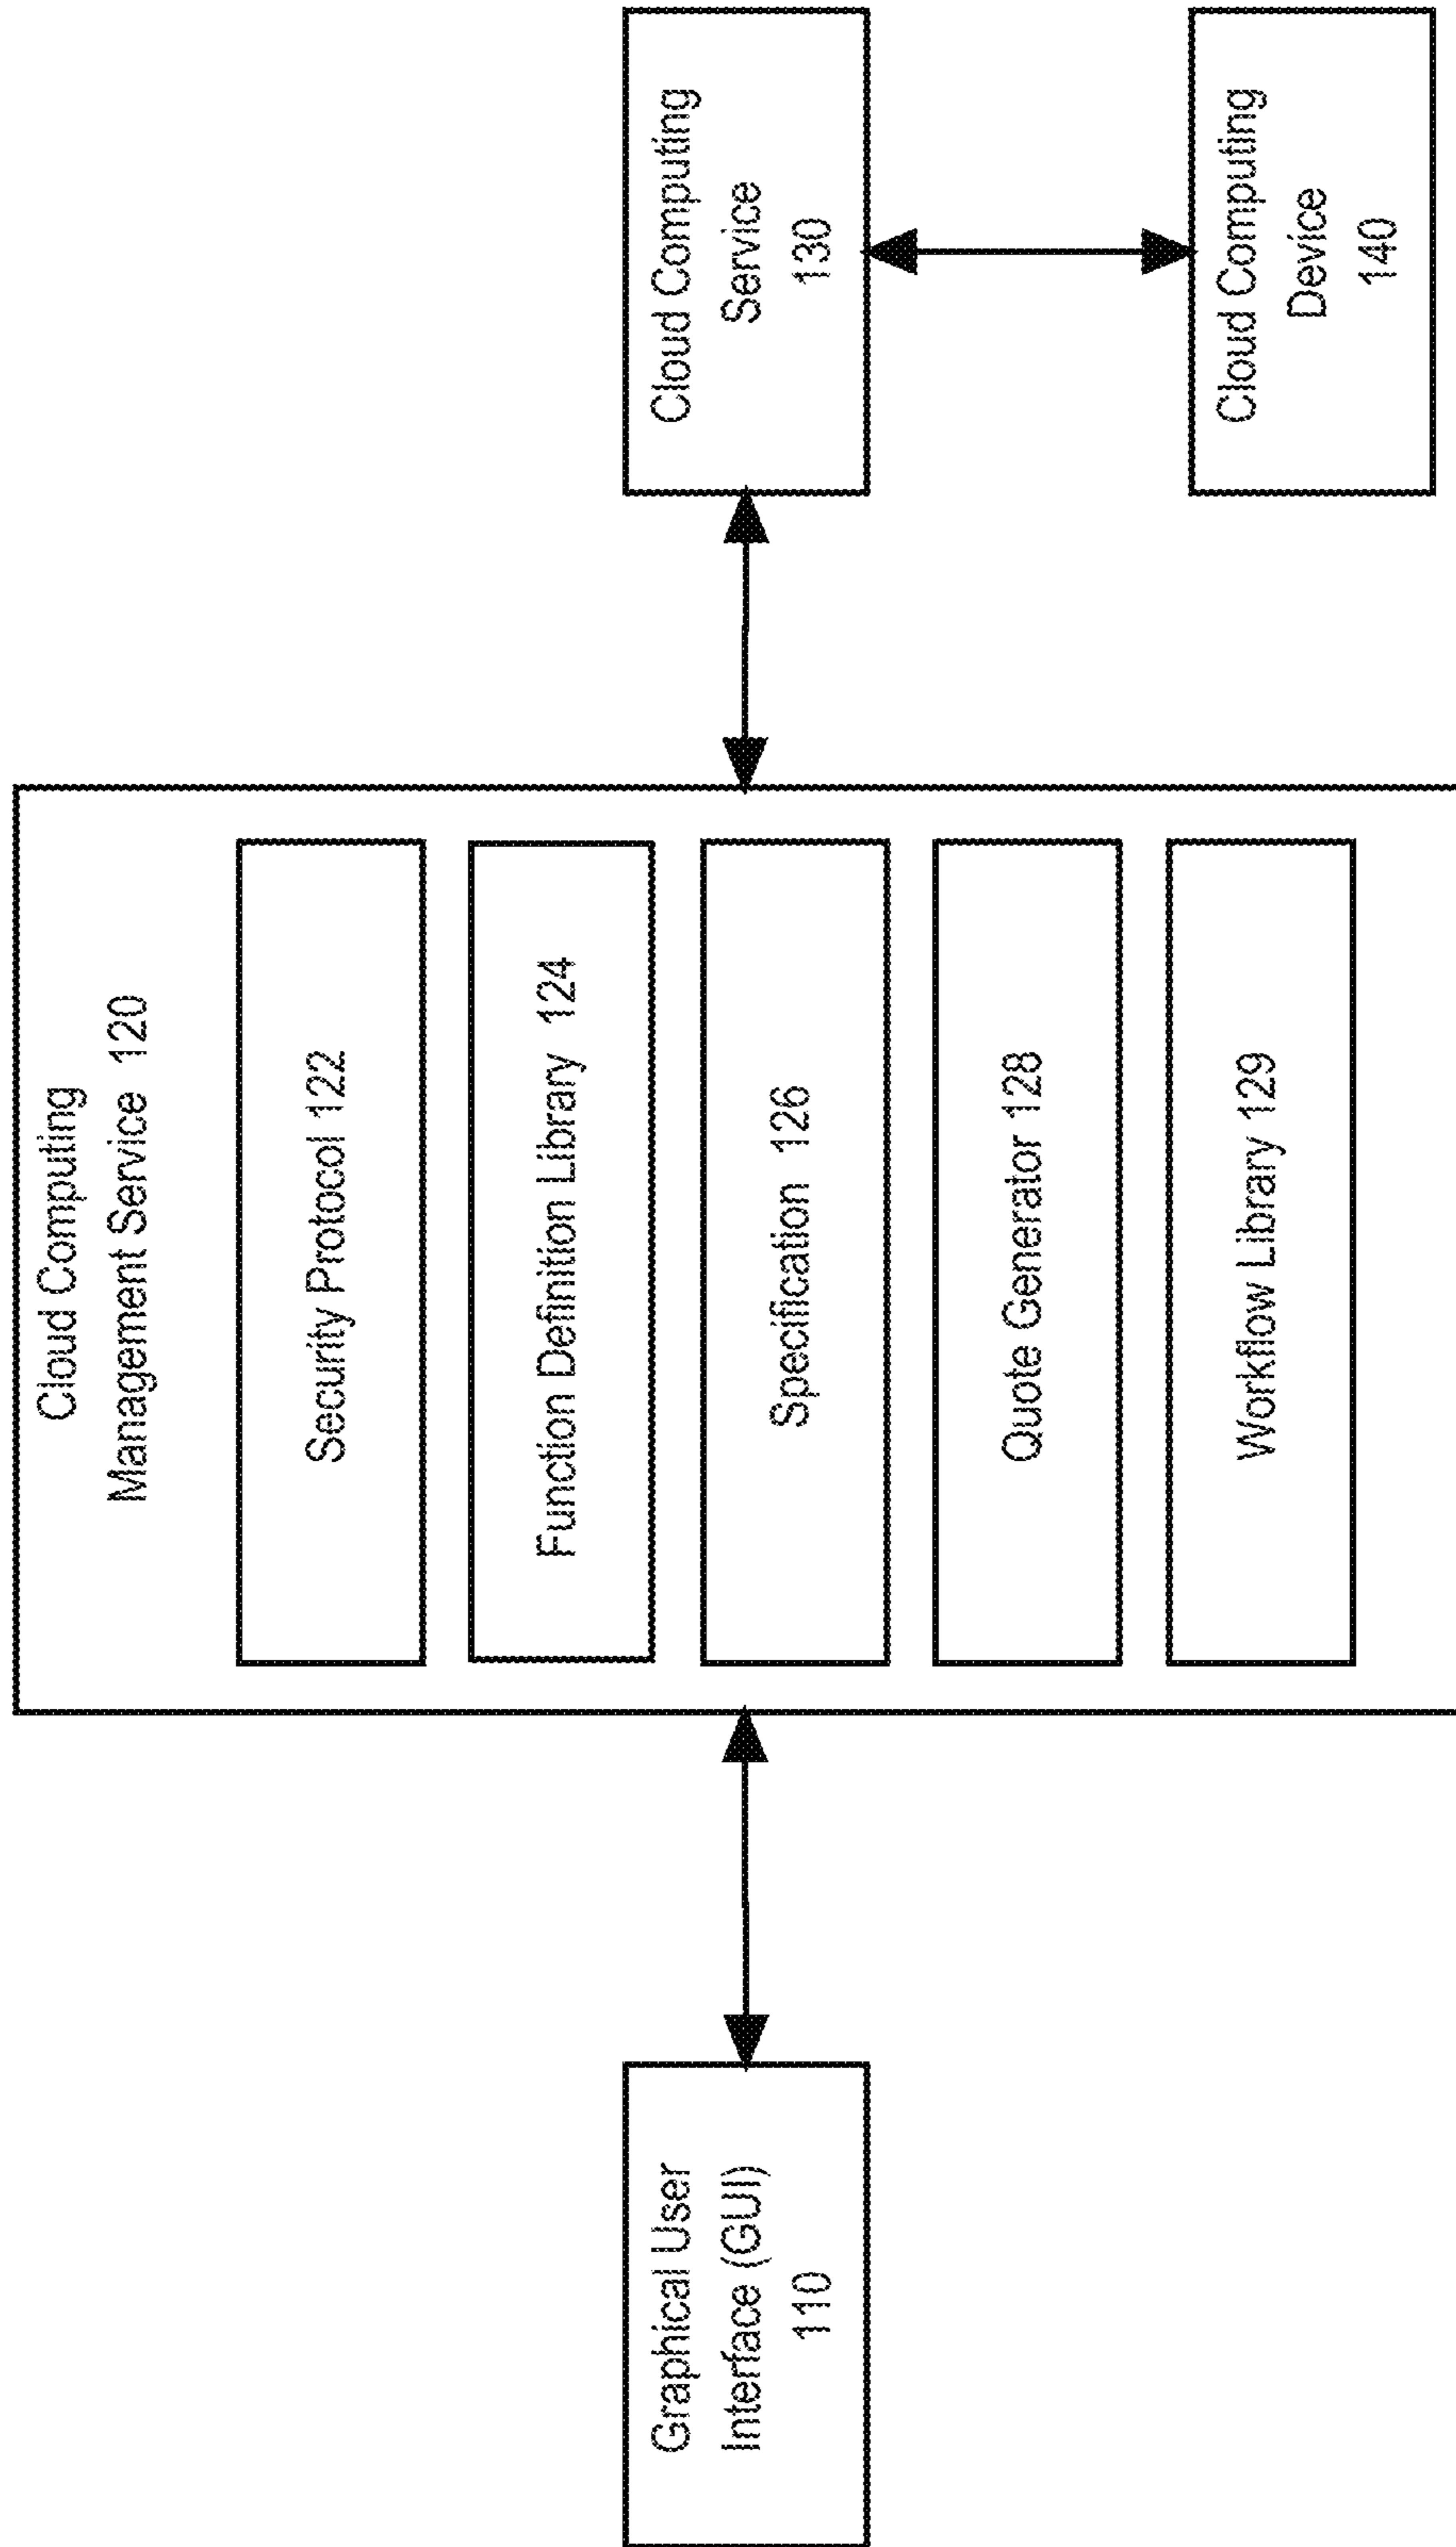 Graphical User
Interface (GUI)
110
Cloud Computing
Management Service 120
Security Protocol 122
Function Definition Library 124
Specification 126
Quote Generator 128
Workflow Library 129
Cloud Computing
Service
130
Cloud Computing
Device
140